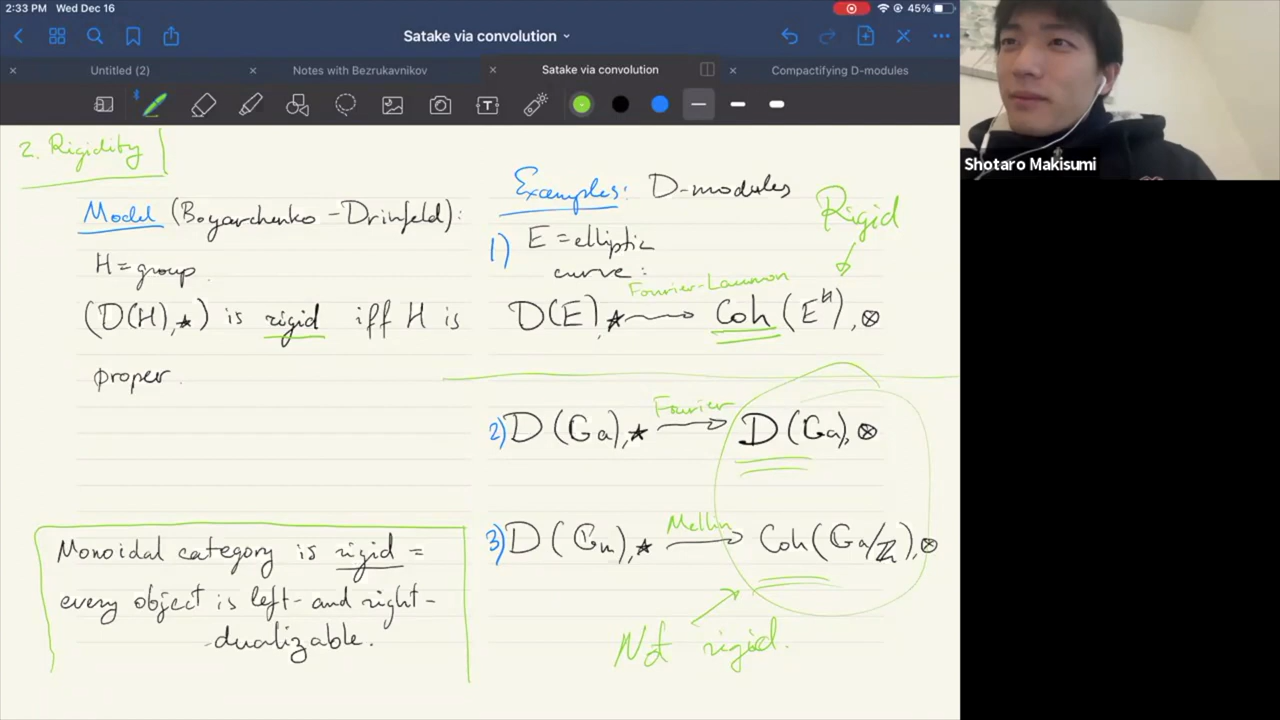 2:33 PM Wed Dec 16
45%
Satake via convolution
Untitled (2)
Notes with Bezrukavnikov
Satake via convolution
Compactifying D-modules
Shotaro Makisumi
2. Rigidity
Model (Boyarchenko - Drinfeld):
H = group.
(D(H), ★) is rigid iff H is
proper.
Monoidal category is rigid =
every object is left- and right-
dualizable.
Examples: D-modules
Rigid
1) E = elliptic
curve:
Fourier-Laumon
D(E), ★ → Coh (E♮), ⊗
Fourier
2) D (Ga), ★ → D (Ga), ⊗
Mellin
3) D (Gm), ★ → Coh (Ga/ℤ), ⊗
Not rigid.